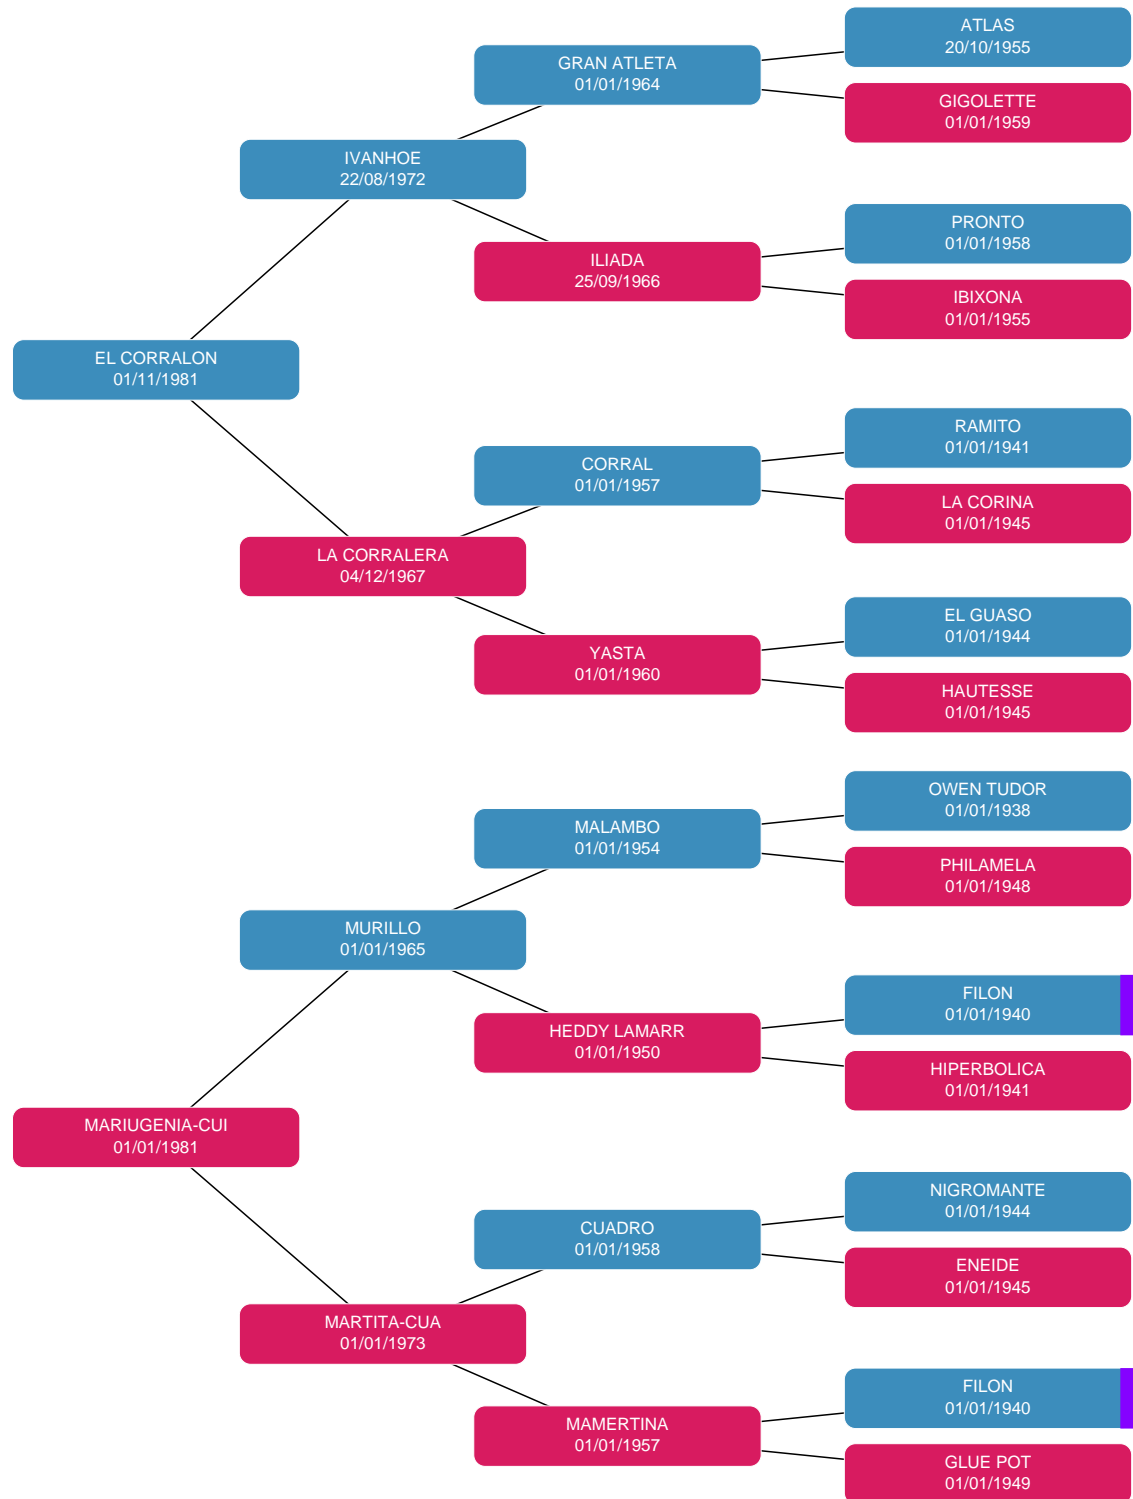 ATLAS
20/10/1955
GRAN ATLETA
01/01/1964
GIGOLETTE
01/01/1959
IVANHOE
22/08/1972
PRONTO
01/01/1958
ILIADA
25/09/1966
IBIXONA
01/01/1955
EL CORRALON
01/11/1981
RAMITO
01/01/1941
CORRAL
01/01/1957
LA CORINA
01/01/1945
LA CORRALERA
04/12/1967
EL GUASO
01/01/1944
YASTA
01/01/1960
HAUTESSE
01/01/1945
OWEN TUDOR
01/01/1938
MALAMBO
01/01/1954
PHILAMELA
01/01/1948
MURILLO
01/01/1965
FILON
01/01/1940
HEDDY LAMARR
01/01/1950
HIPERBOLICA
01/01/1941
MARIUGENIA-CUI
01/01/1981
NIGROMANTE
01/01/1944
CUADRO
01/01/1958
ENEIDE
01/01/1945
MARTITA-CUA
01/01/1973
FILON
01/01/1940
MAMERTINA
01/01/1957
GLUE POT
01/01/1949